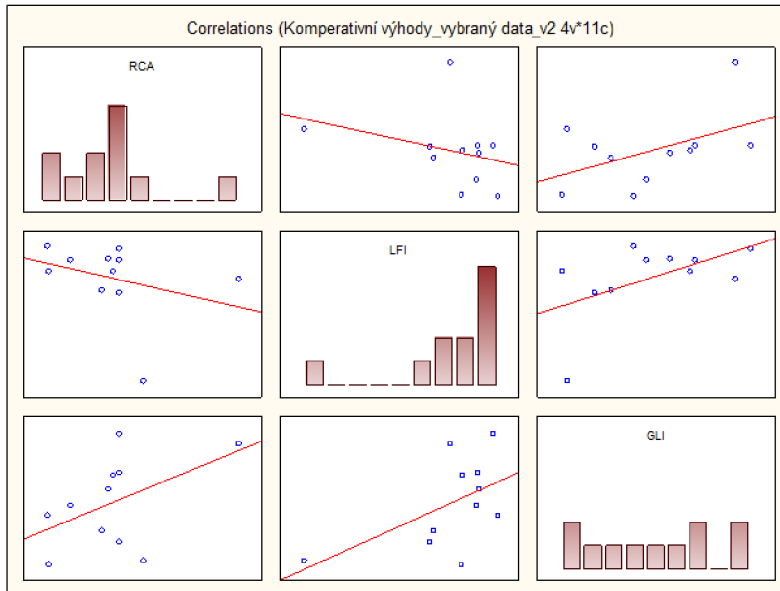 Correlations (Komperativní výhody_vybraný data_v2 4v*11c)
RCA
LFI
GLI